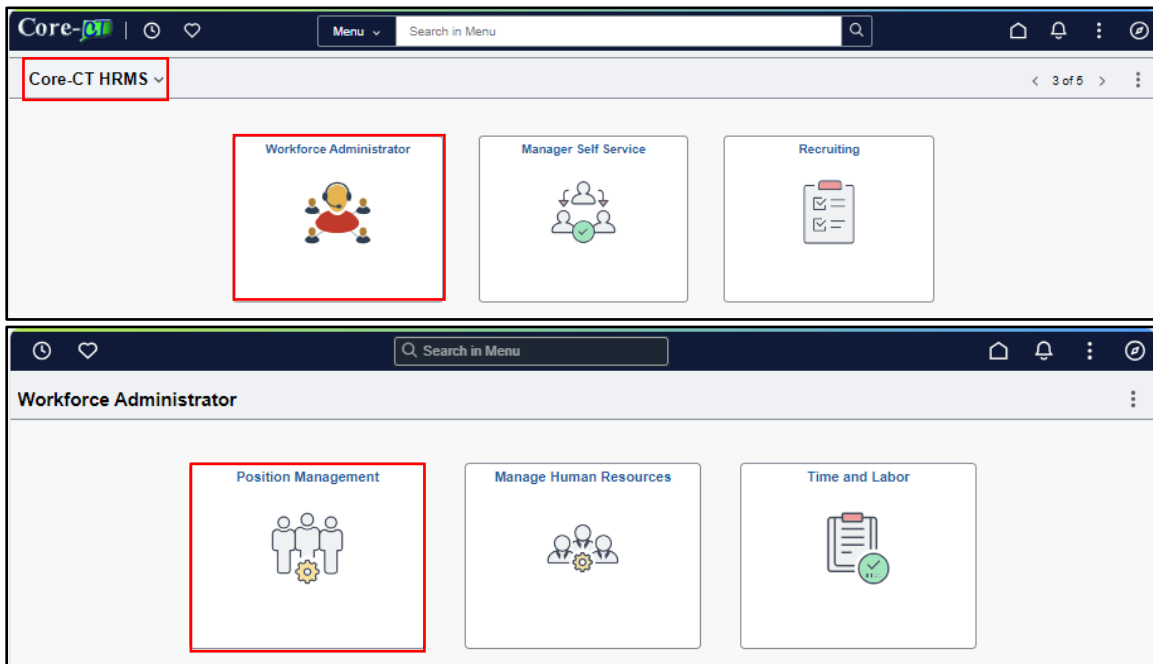 Core-CT
Menu
Search in Menu
Core-CT HRMS
3 of 5
Workforce Administrator
Manager Self Service
Recruiting
Search in Menu
Workforce Administrator
Position Management
Manage Human Resources
Time and Labor